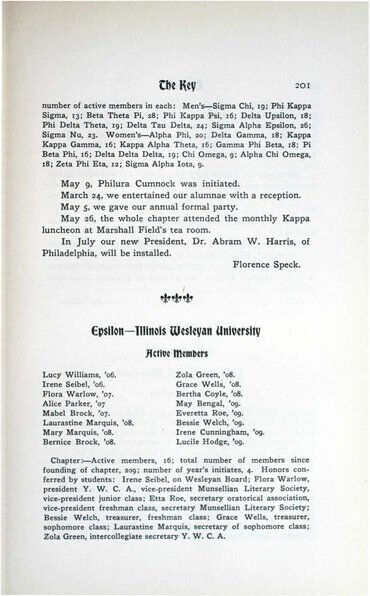 The Key 201
number of active members in each: Men's—Sigma Chi, 19; Phi Kappa
Sigma, 13; Beta Theta Pi, 28; Phi Kappa Psi, 16; Delta Upsilon, 18;
Phi Delta Theta, 19; Delta Tau Delta, 24; Sigma Alpha Epsilon, 26;
Sigma Nu, 23. Women's—Alpha Phi, 20; Delta Gamma, 18; Kappa
Kappa Gamma, 16; Kappa Alpha Theta, 16; Gamma Phi Beta, 18; Pi
Beta Phi, 16; Delta Delta Delta, 19; Chi Omega, 9; Alpha Chi Omega,
18; Zeta Phi Eta, 12; Sigma Alpha Iota, 9.
May 9, Philura Cumnock was initiated.
March 24, we entertained our alumnae with a reception.
May 5, we gave our annual formal party.
May 26, the whole chapter attended the monthly Kappa
luncheon at Marshall Field's tea room.
In July our new President, Dr. Abram W. Harris, of
Philadelphia, will be installed.
Florence Speck.
Epsilon—Illinois Wesleyan University
Active Members
Lucy Williams, '06.
Irene Seibel, '06.
Flora Warlow, '07.
Alice Parker, '07
Mabel Brock, '07.
Laurastine Marquis, '08.
Mary Marquis, '08.
Bernice Brock, '08.
Zola Green, '08.
Grace Wells, '08.
Bertha Coyle, '08.
May Bengal, '09.
Everetta Roe, '09.
Bessie Welch, '09.
Irene Cunningham, '09.
Lucile Hodge, '09.
Chapter:—Active members, 16; total number of members since
founding of chapter, 209; number of year's initiates, 4. Honors con-
ferred by students: Irene Seibel, on Wesleyan Board; Flora Warlow,
president Y. W. C. A., vice-president Munsellian Literary Society,
vice-president junior class; Etta Roe, secretary oratorical association,
vice-president freshman class, secretary Munsellian Literary Society;
Bessie Welch, treasurer, freshman class; Grace Wells, treasurer,
sophomore class; Laurastine Marquis, secretary of sophomore class;
Zola Green, intercollegiate secretary Y. W. C. A.